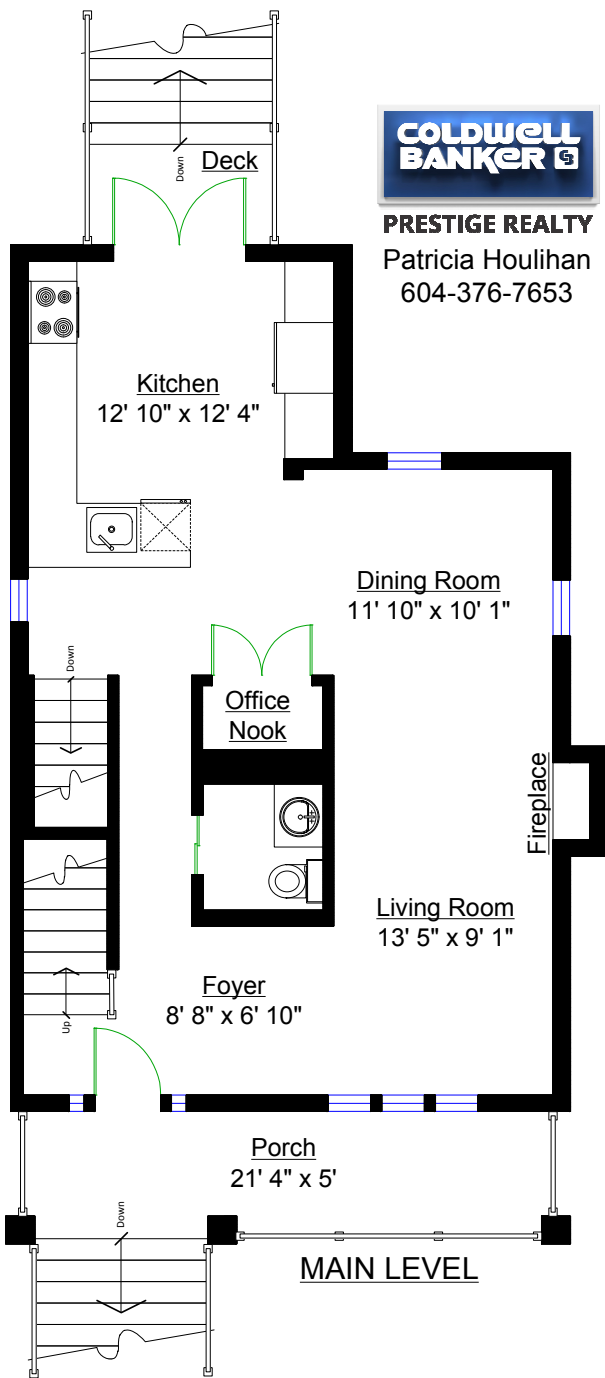 COLDWELL
BANKER CB
PRESTIGE REALTY
Patricia Houlihan
604-376-7653
Down
Deck
Kitchen
12' 10" x 12' 4"
Dining Room
11' 10" x 10' 1"
Down
Office
Nook
Fireplace
Living Room
13' 5" x 9' 1"
Foyer
8' 8" x 6' 10"
Up
Porch
21' 4" x 5'
Down
MAIN LEVEL